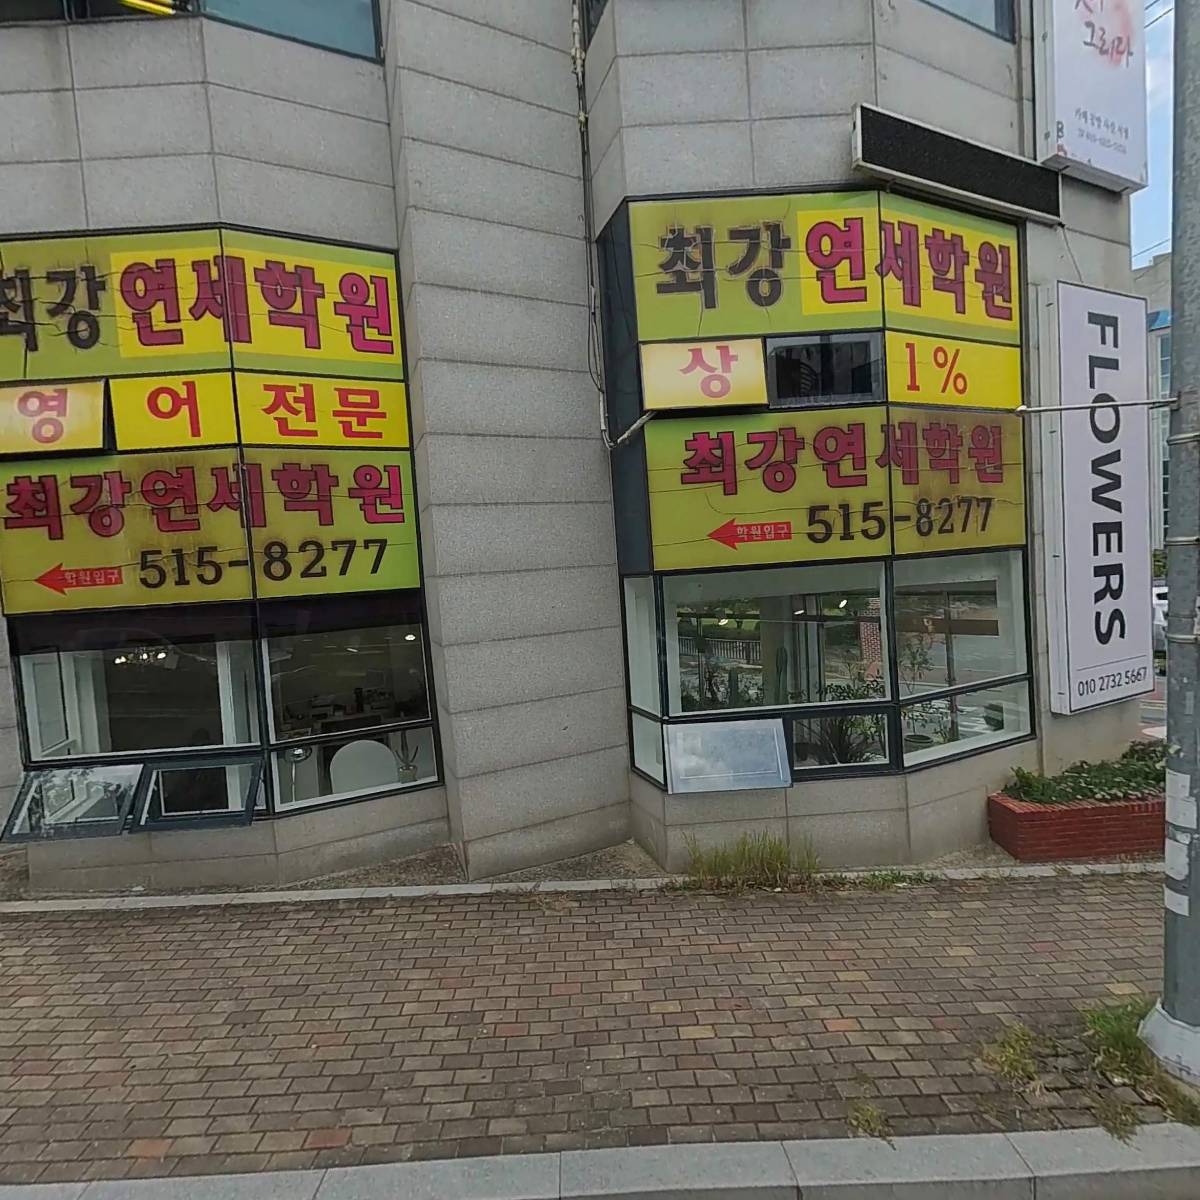 최강연세학원
영어전문
최강연세학원
학원입구 515-8277
최강연세학원
상 1%
최강연세학원
학원입구 515-8277
그리다
FLOWERS
010 2732 5667